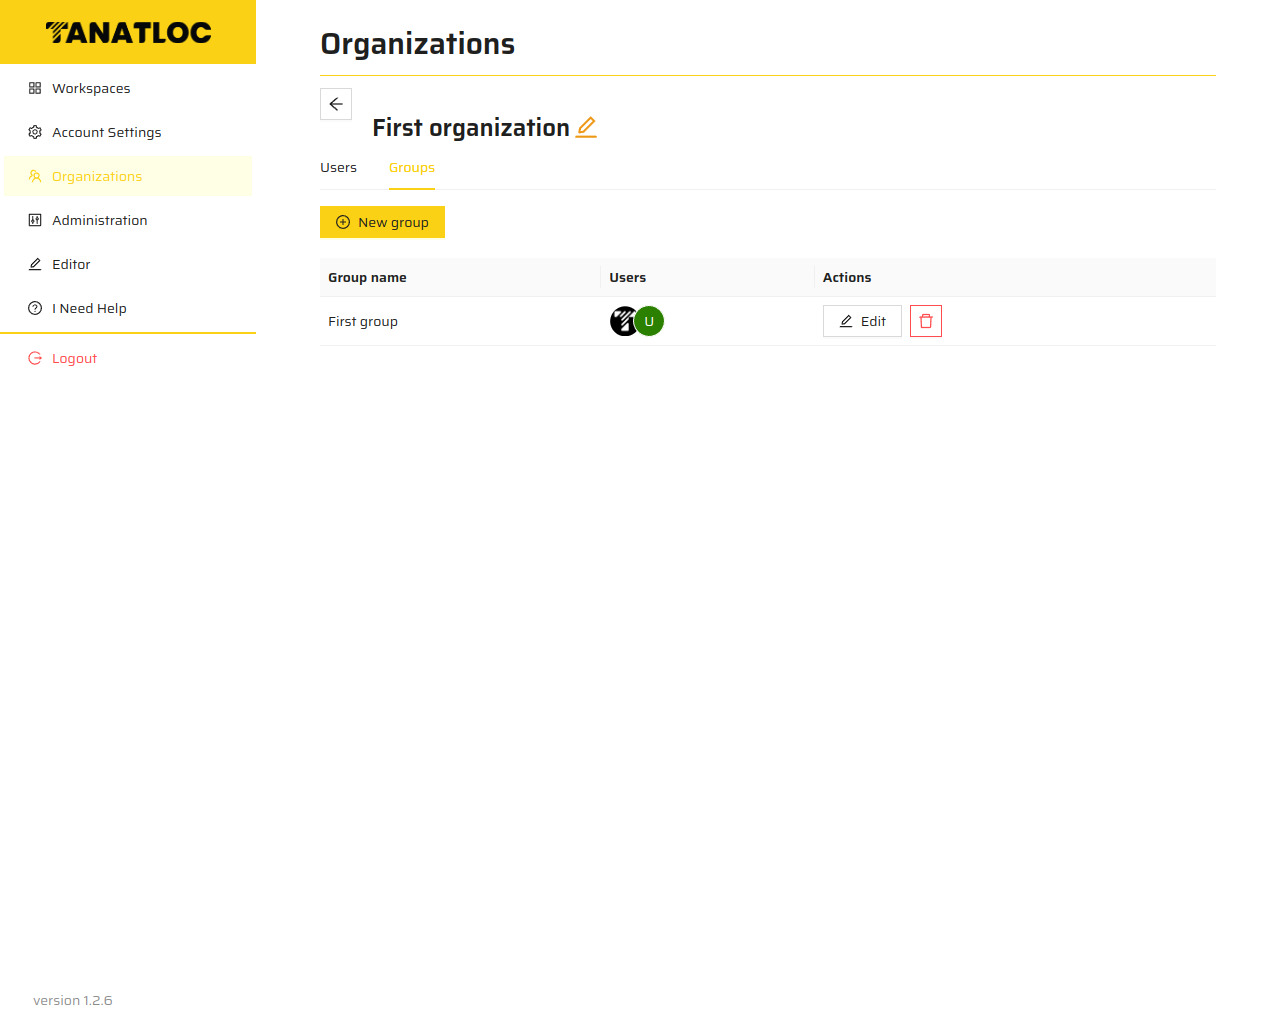 TANATLOC
Workspaces
Account Settings
Organizations
Administration
Editor
I Need Help
Logout
version 1.2.6
Organizations
First organization
Users Groups
New group
Group name Users Actions
First group U Edit